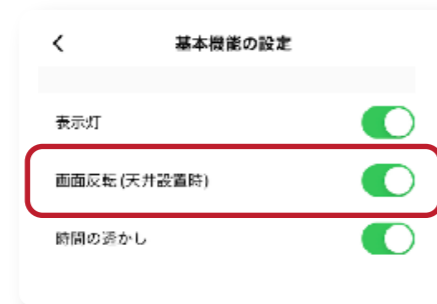 基本機能の設定
表示灯
画面反転(天井設置時)
時間の透かし